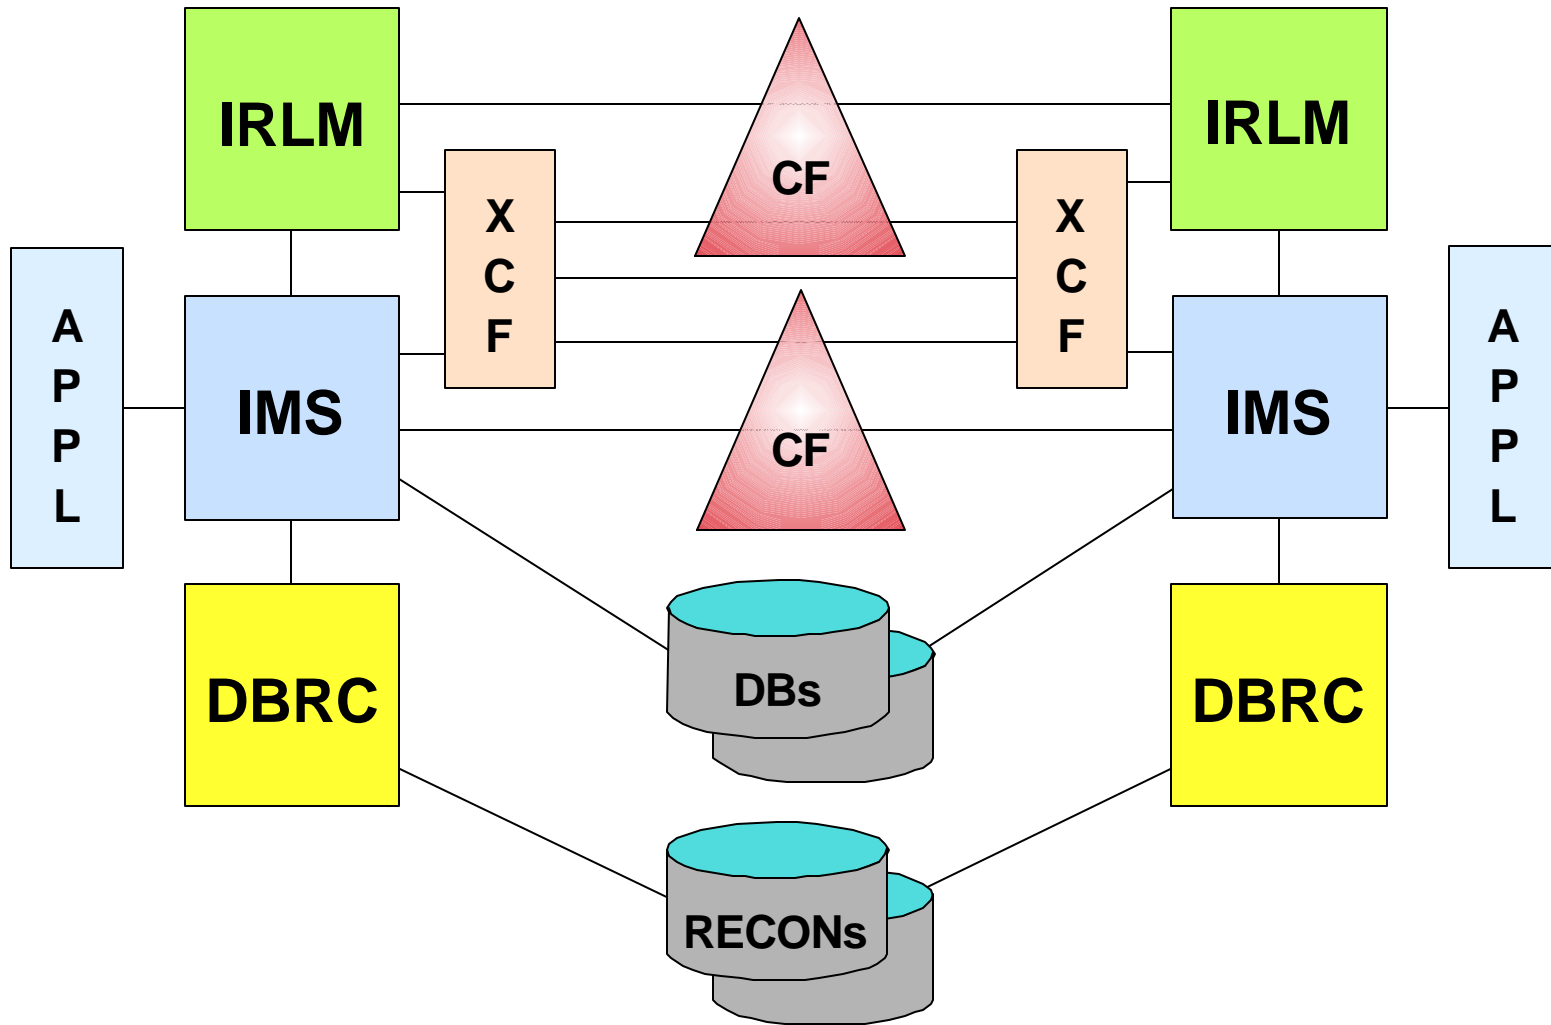 IRLM
CF
IRLM
X
C
F
X
C
F
A
P
P
L
IMS
CF
IMS
A
P
P
L
DBRC
DBs
DBRC
RECONs